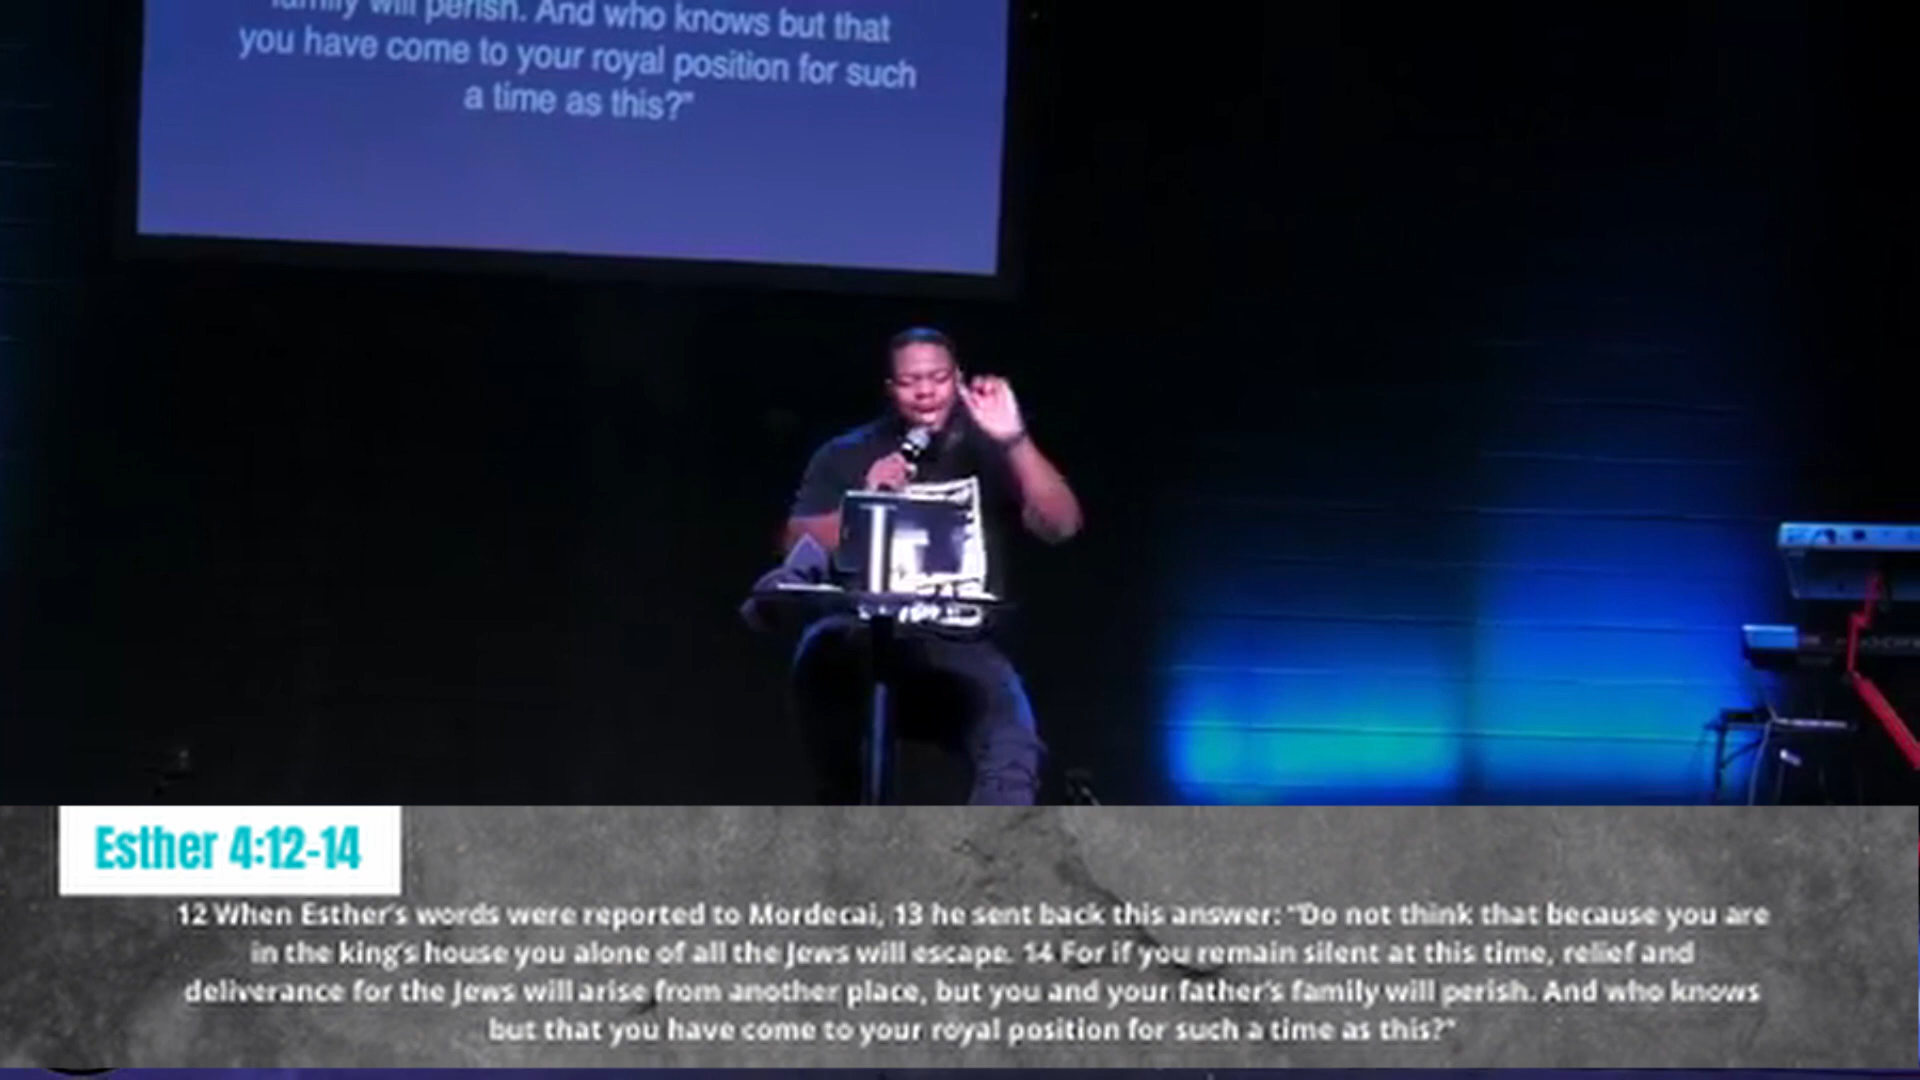 family will perish. And who knows but that
you have come to your royal position for such
a time as this?"
Esther 4:12-14
12 When Esther's words were reported to Mordecai, 13 he sent back this answer: "Do not think that because you are
in the king's house you alone of all the Jews will escape. 14 For if you remain silent at this time, relief and
deliverance for the Jews will arise from another place, but you and your father's family will perish. And who knows
but that you have come to your royal position for such a time as this?"